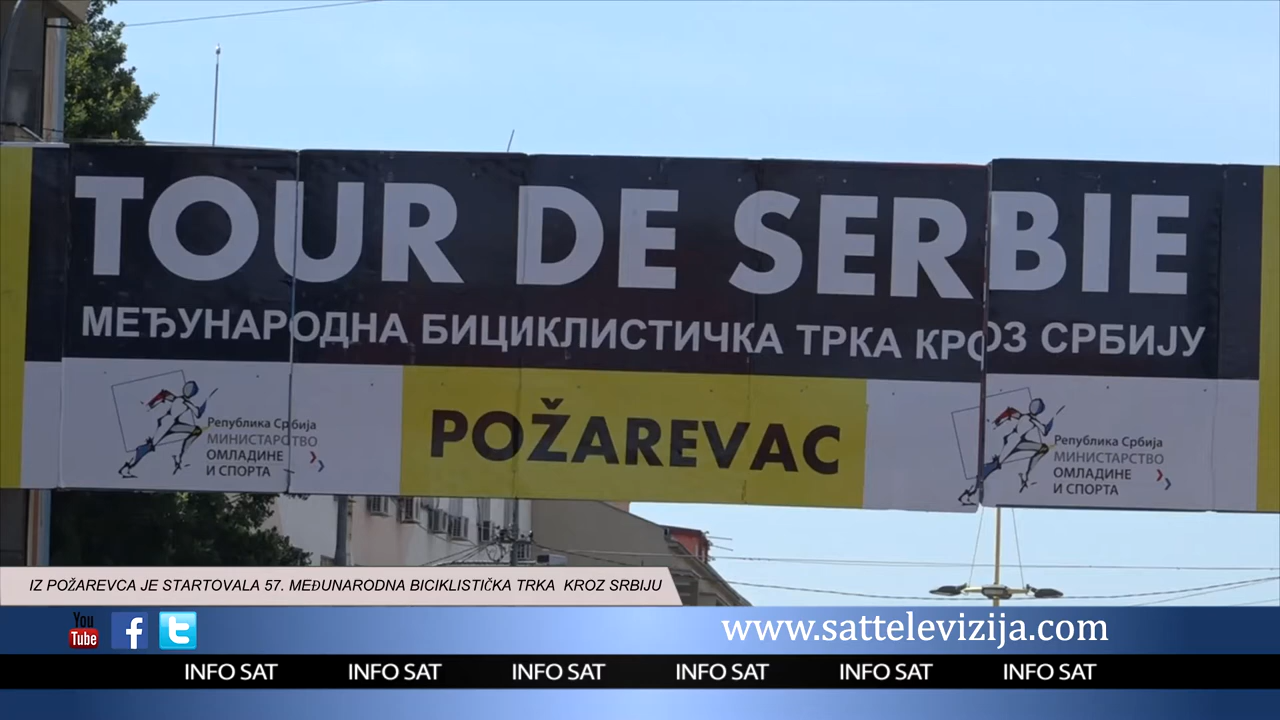 TOUR DE SERBIE
МЕЂУНАРОДНА БИЦИКЛИСТИЧКА ТРКА КРОЗ СРБИЈУ
Република Србија
МИНИСТАРСТВО
ОМЛАДИНЕ
И СПОРТА
POŽAREVAC
Република Србија
МИНИСТАРСТВО
ОМЛАДИНЕ
И СПОРТА
IZ POŽAREVCA JE STARTOVALA 57. MEĐUNARODNA BICIKLISTIČKA TRKA KROZ SRBIJU
You Tube
www.sattelevizija.com
INFO SAT INFO SAT INFO SAT INFO SAT INFO SAT INFO SAT